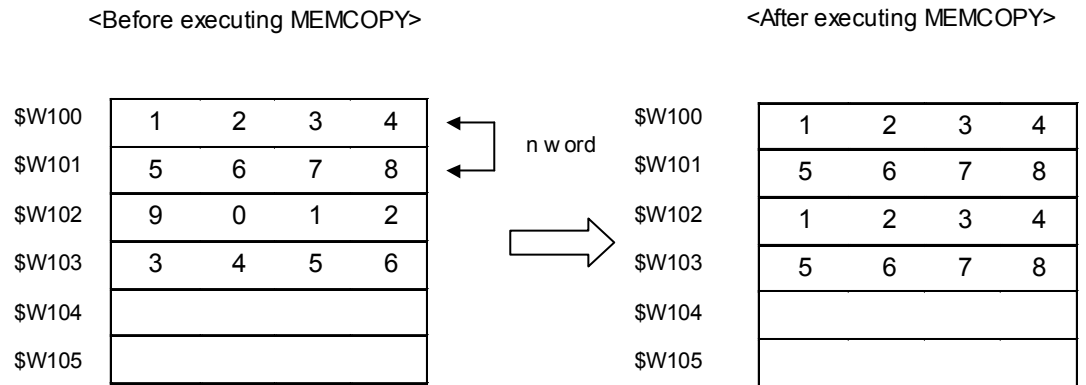 <Before executing MEMCOPY>
<After executing MEMCOPY>
$W100 1 2 3 4
$W101 5 6 7 8
$W102 9 0 1 2
$W103 3 4 5 6
$W104
$W105
n word
$W100 1 2 3 4
$W101 5 6 7 8
$W102 1 2 3 4
$W103 5 6 7 8
$W104
$W105